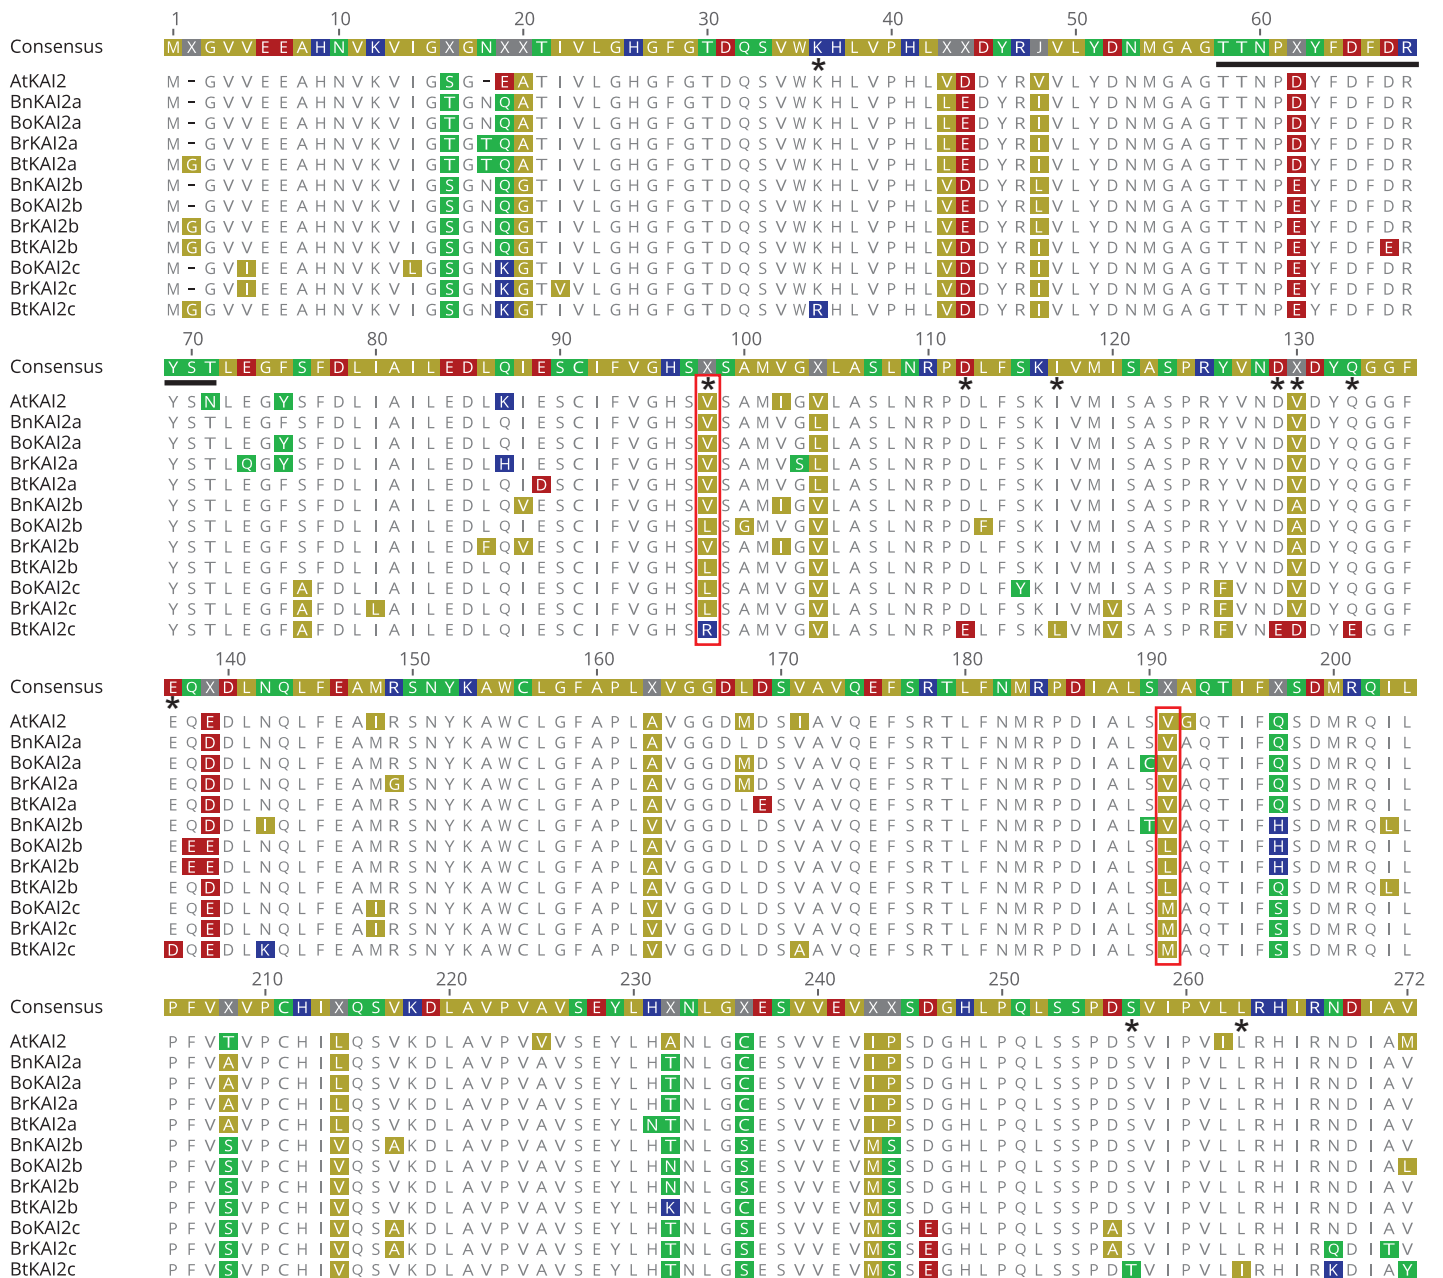 1 10 20 30 40 50 60
Consensus MXGVVEEAHNVKVIGXGNXXTIVLGHGFGTDQSVWKHLVPHLXXDYRJVLYDNMGAGTTNPXYFDFDR
*
AtKAI2 M-GVVEEAHNVKVIGSG-EATIVLGHGFGTDQSVWKHLVPHLVDDYRVVLYDNMGAGTTNPDYFDFDR
BnKAI2a M-GVVEEAHNVKVIGTGNQATIVLGHGFGTDQSVWKHLVPHLLEDYRIVLYDNMGAGTTNPDYFDFDR
BoKAI2a M-GVVEEAHNVKVIGTGNQATIVLGHGFGTDQSVWKHLVPHLLEDYRIVLYDNMGAGTTNPDYFDFDR
BrKAI2a M-GVVEEAHNVKVIGTGTQATIVLGHGFGTDQSVWKHLVPHLLEDYRIVLYDNMGAGTTNPDYFDFDR
BtKAI2a MGGVVEEAHNVKVIGTGTQATIVLGHGFGTDQSVWKHLVPHLLEDYRIVLYDNMGAGTTNPDYFDFDR
BnKAI2b M-GVVEEAHNVKVIGSGNQGTIVLGHGFGTDQSVWKHLVPHLVDDYRLVLYDNMGAGTTNPEYFDFDR
BoKAI2b M-GVVEEAHNVKVIGSGNQGTIVLGHGFGTDQSVWKHLVPHLVEDYRLVLYDNMGAGTTNPEYFDFDR
BrKAI2b MGGVVEEAHNVKVIGSGNQGTIVLGHGFGTDQSVWKHLVPHLVEDYRLVLYDNMGAGTTNPEYFDFDR
BtKAI2b MGGVVEEAHNVKVIGSGNQGTIVLGHGFGTDQSVWKHLVPHLVDDYRIVLYDNMGAGTTNPEYFDFER
BoKAI2c M-GVIEEAHNVKVLGSGNKGTIVLGHGFGTDQSVWKHLVPHLVDDYRIVLYDNMGAGTTNPEYFDFDR
BrKAI2c M-GVIEEAHNVKVIGSGNKGTVVLGHGFGTDQSVWKHLVPHLVDDYRIVLYDNMGAGTTNPEYFDFDR
BtKAI2c MGGVVEEAHNVKVIGSGNKGTIVLGHGFGTDQSVWRHLVPHLVDDYRIVLYDNMGAGTTNPEYFDFDR
70 80 90 100 110 120 130
Consensus YSTLEGFSFDLIAILEDLQIESCIFVGHSXSAMVGXLASLNRPDLFSKIVMISASPRYVNDXDYQGGF
* * * * * *
AtKAI2 YSNLEGYSFDLIAILEDLKIESCIFVGHSVSAMIGVLASLNRPDLFSKIVMISASPRYVNDVDYQGGF
BnKAI2a YSTLEGFSFDLIAILEDLQIESCIFVGHSVSAMVGLLASLNRPDLFSKIVMISASPRYVNDVDYQGGF
BoKAI2a YSTLEGYSFDLIAILEDLQIESCIFVGHSVSAMVGLLASLNRPDLFSKIVMISASPRYVNDVDYQGGF
BrKAI2a YSTLQGYSFDLIAILEDLHIESCIFVGHSVSAMVSLLASLNRPDLFSKIVMISASPRYVNDVDYQGGF
BtKAI2a YSTLEGFSFDLIAILEDLQIDSCIFVGHSVSAMVGLLASLNRPDLFSKIVMISASPRYVNDVDYQGGF
BnKAI2b YSTLEGFSFDLIAILEDLQVESCIFVGHSVSAMIGVLASLNRPDLFSKIVMISASPRYVNDADYQGGF
BoKAI2b YSTLEGFSFDLIAILEDLQIESCIFVGHSLSGMVGVLASLNRPDFFSKIVMISASPRYVNDADYQGGF
BrKAI2b YSTLEGFSFDLIAILEDFQVESCIFVGHSVSAMIGVLASLNRPDLFSKIVMISASPRYVNDADYQGGF
BtKAI2b YSTLEGFSFDLIAILEDLQIESCIFVGHSLSAMVGVLASLNRPDLFSKIVMISASPRYVNDVDYQGGF
BoKAI2c YSTLEGFAFDLIAILEDLQIESCIFVGHSLSAMVGVLASLNRPDLFYKIVMISASPRFVNDVDYQGGF
BrKAI2c YSTLEGFAFDLLAILEDLQIESCIFVGHSLSAMVGVLASLNRPDLFSKIVMVSASPRFVNDVDYQGGF
BtKAI2c YSTLEGFAFDLIAILEDLQIESCIFVGHSRSAMVGVLASLNRPELFSKLVMVSASPRFVNEDDYEGGF
140 150 160 170 180 190 200
Consensus EQXDLNQLFEAMRSNYKAWCLGFAPLXVGGDLDSVAVQEFSRTLFNMRPDIALSXAQTIFXSDMRQIL
*
AtKAI2 EQEDLNQLFEAIRSNYKAWCLGFAPLAVGGDMDSIAVQEFSRTLFNMRPDIALSVGQTIFQSDMRQIL
BnKAI2a EQDDLNQLFEAMRSNYKAWCLGFAPLAVGGDLDSVAVQEFSRTLFNMRPDIALSVAQTIFQSDMRQIL
BoKAI2a EQDDLNQLFEAMRSNYKAWCLGFAPLAVGGDMDSVAVQEFSRTLFNMRPDIALCVAQTIFQSDMRQIL
BrKAI2a EQDDLNQLFEAMGSNYKAWCLGFAPLAVGGDMDSVAVQEFSRTLFNMRPDIALSVAQTIFQSDMRQIL
BtKAI2a EQDDLNQLFEAMRSNYKAWCLGFAPLAVGGDLESVAVQEFSRTLFNMRPDIALSVAQTIFQSDMRQIL
BnKAI2b EQDDLIQLFEAMRSNYKAWCLGFAPLVVGGDLDSVAVQEFSRTLFNMRPDIALTVAQTIFHSDMRQLL
BoKAI2b EEEDLNQLFEAMRSNYKAWCLGFAPLAVGGDLDSVAVQEFSRTLFNMRPDIALSLAQTIFHSDMRQIL
BrKAI2b EEEDLNQLFEAMRSNYKAWCLGFAPLAVGGDLDSVAVQEFSRTLFNMRPDIALSLAQTIFHSDMRQIL
BtKAI2b EQDDLNQLFEAMRSNYKAWCLGFAPLAVGGDLDSVAVQEFSRTLFNMRPDIALSLAQTIFQSDMRQLL
BoKAI2c EQEDLNQLFEAIRSNYKAWCLGFAPLVVGGDLDSVAVQEFSRTLFNMRPDIALSMAQTIFSSDMRQIL
BrKAI2c EQEDLNQLFEAIRSNYKAWCLGFAPLVVGGDLDSVAVQEFSRTLFNMRPDIALSMAQTIFSSDMRQIL
BtKAI2c DQEDLKQLFEAMRSNYKAWCLGFAPLVVGGDLDSAAVQEFSRTLFNMRPDIALSMAQTIFSSDMRQIL
210 220 230 240 250 260 272
Consensus PFVXVPCHIXQSVKDLAVPVAVSEYLHXNLGXESVVEVXXSDGHLPQLSSPDSVIPVLLRHIRNDIAV
* *
AtKAI2 PFVTVPCHILQSVKDLAVPVVVSEYLHANLGCESVVEVIPSDGHLPQLSSPDSVIPVILRHIRNDIAM
BnKAI2a PFVAVPCHILQSVKDLAVPVAVSEYLHTNLGCESVVEVIPSDGHLPQLSSPDSVIPVLLRHIRNDIAV
BoKAI2a PFVAVPCHILQSVKDLAVPVAVSEYLHTNLGCESVVEVIPSDGHLPQLSSPDSVIPVLLRHIRNDIAV
BrKAI2a PFVAVPCHILQSVKDLAVPVAVSEYLHTNLGCESVVEVIPSDGHLPQLSSPDSVIPVLLRHIRNDIAV
BtKAI2a PFVAVPCHILQSVKDLAVPVAVSEYLNTNLGCESVVEVIPSDGHLPQLSSPDSVIPVLLRHIRNDIAV
BnKAI2b PFVSVPCHIVQSAKDLAVPVAVSEYLHTNLGSESVVEVMSSDGHLPQLSSPDSVIPVLLRHIRNDIAV
BoKAI2b PFVSVPCHIVQSVKDLAVPVAVSEYLHNNLGSESVVEVMSSDGHLPQLSSPDSVIPVLLRHIRNDIAL
BrKAI2b PFVSVPCHIVQSVKDLAVPVAVSEYLHNNLGSESVVEVMSSDGHLPQLSSPDSVIPVLLRHIRNDIAV
BtKAI2b PFVSVPCHIVQSVKDLAVPVAVSEYLHKNLGCESVVEVMSSDGHLPQLSSPDSVIPVLLRHIRNDIAV
BoKAI2c PFVSVPCHIVQSAKDLAVPVAVSEYLHTNLGSESVVEVMSSEGHLPQLSSPASVIPVLLRHIRNDIAV
BrKAI2c PFVSVPCHIVQSAKDLAVPVAVSEYLHTNLGSESVVEVMSSEGHLPQLSSPASVIPVLLRHIRQDITV
BtKAI2c PFVSVPCHIVQSVKDLAVPVAVSEYLHTNLGSESVVEVMSSEGHLPQLSSPDTVIPVLIRHIRKDIAY